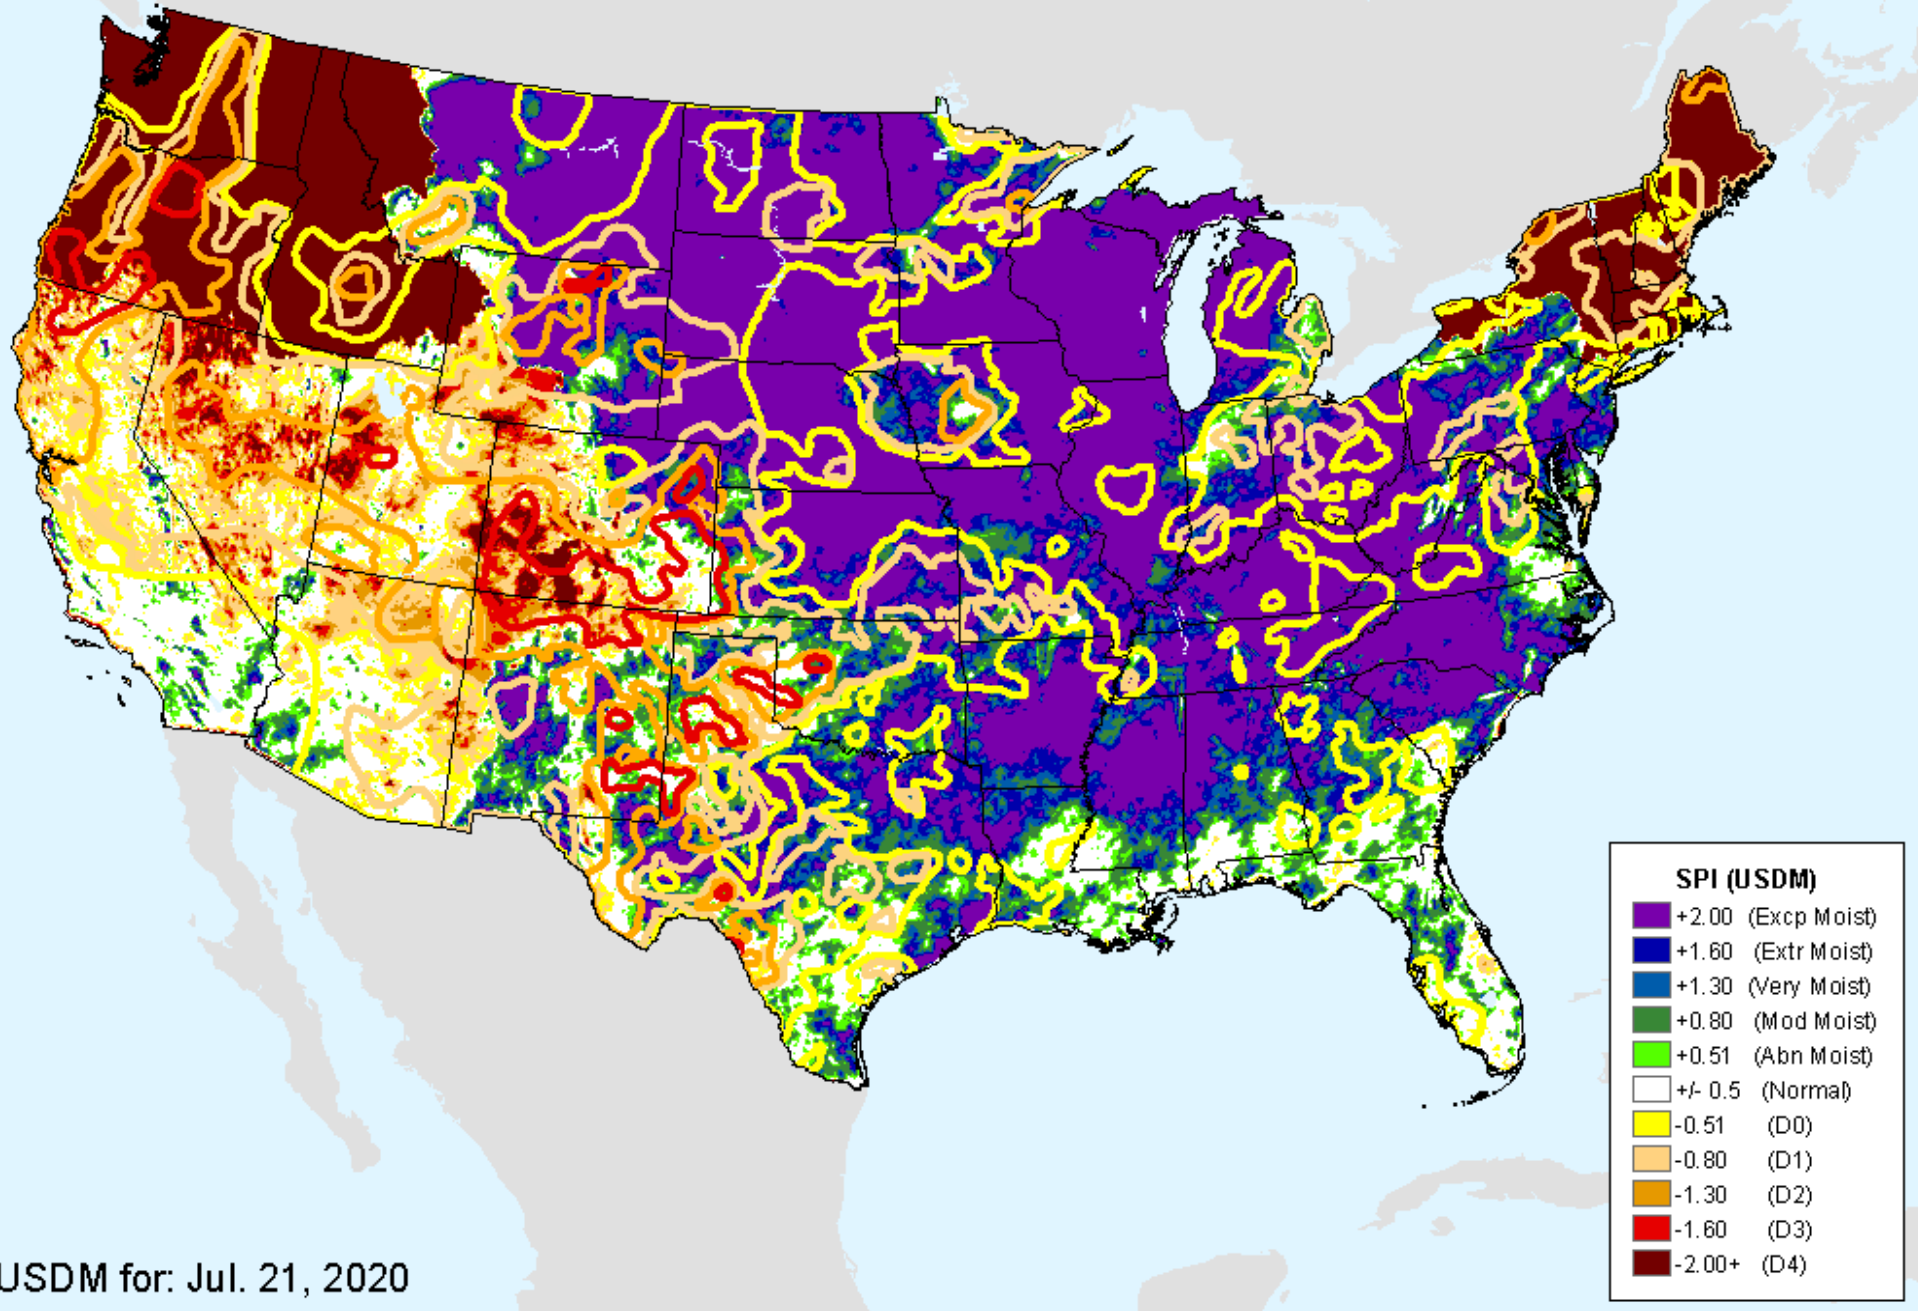 SPI (USDM)
+2.00 (Excp Moist)
+1.60 (Extr Moist)
+1.30 (Very Moist)
+0.80 (Mod Moist)
+0.51 (Abn Moist)
+/- 0.5 (Normal)
-0.51 (D0)
-0.80 (D1)
-1.30 (D2)
-1.60 (D3)
-2.00+ (D4)
USDM for: Jul. 21, 2020